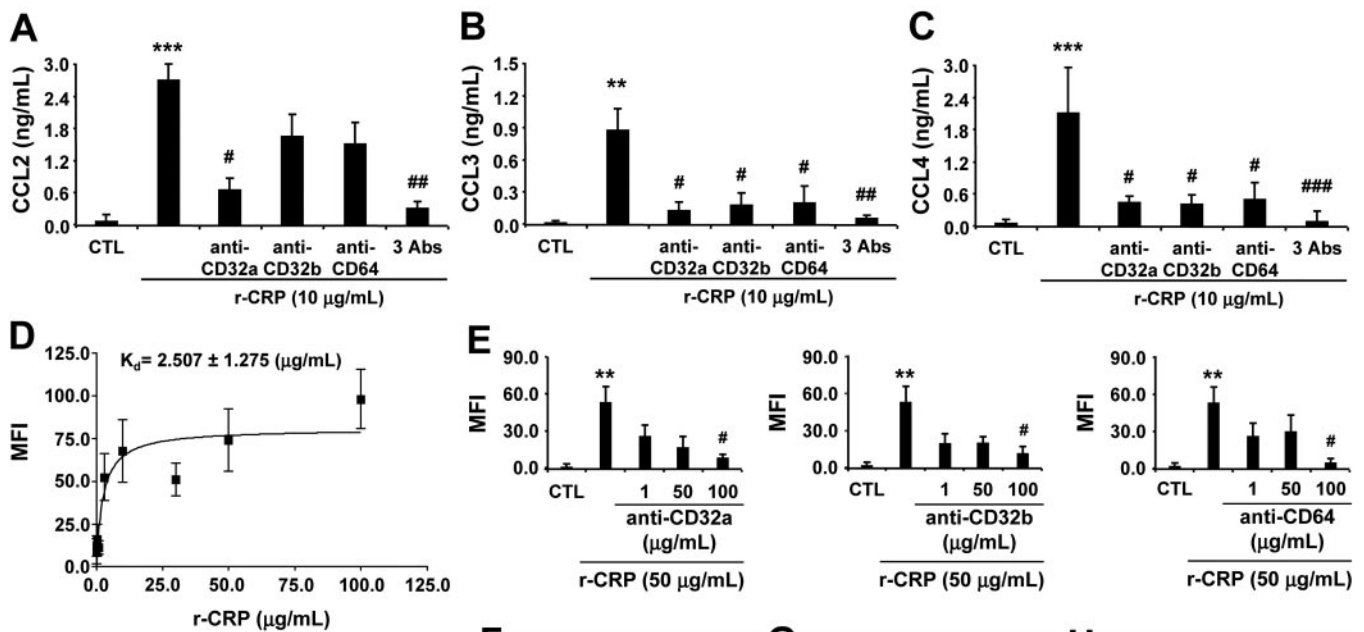 A
CCL2 (ng/mL)
3.0
2.4
1.8
1.2
0.6
0.0
***
#
##
CTL
anti-CD32a
anti-CD32b
anti-CD64
3 Abs
r-CRP (10 μg/mL)
B
CCL3 (ng/mL)
1.5
1.2
0.9
0.6
0.3
0.0
**
#
#
#
##
CTL
anti-CD32a
anti-CD32b
anti-CD64
3 Abs
r-CRP (10 μg/mL)
C
CCL4 (ng/mL)
3.0
2.4
1.8
1.2
0.6
0.0
***
#
#
#
###
CTL
anti-CD32a
anti-CD32b
anti-CD64
3 Abs
r-CRP (10 μg/mL)
D
Kd= 2.507 ± 1.275 (μg/mL)
MFI
125.0
100.0
75.0
50.0
25.0
0.0
0.0 25.0 50.0 75.0 100.0 125.0
r-CRP (μg/mL)
E
MFI
90.0
60.0
30.0
0.0
**
#
CTL
1 50 100
anti-CD32a
(μg/mL)
r-CRP (50 μg/mL)
MFI
90.0
60.0
30.0
0.0
**
#
CTL
1 50 100
anti-CD32b
(μg/mL)
r-CRP (50 μg/mL)
MFI
90.0
60.0
30.0
0.0
**
#
CTL
1 50 100
anti-CD64
(μg/mL)
r-CRP (50 μg/mL)